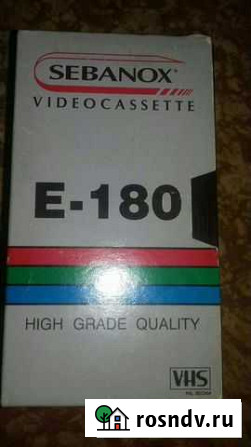 SEBANOX
VIDEOCASSETTE
E-180
HIGH GRADE QUALITY
VHS
rosndv.ru